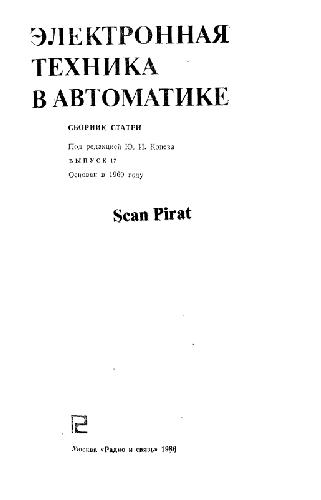 ЭЛЕКТРОННАЯ
ТЕХНИКА
В АВТОМАТИКЕ
СБОРНИК СТАТЕЙ
Под редакцией Ю. И. Конева
ВЫПУСК 17
Основан в 1969 году
Scan Pirat
Москва «Радио и связь» 1986